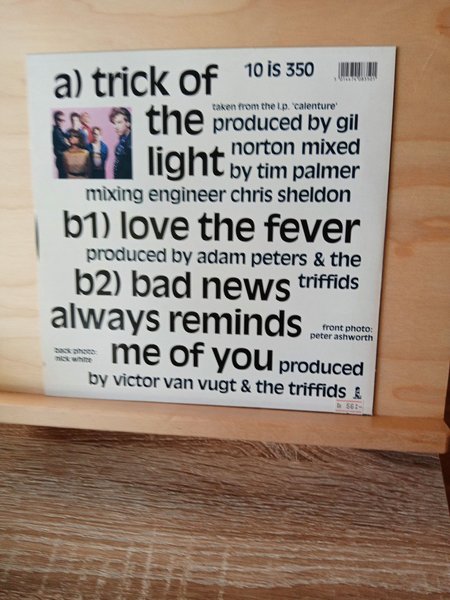 a) trick of
10 is 350
taken from the l.p. 'calenture'
the produced by gil
light norton mixed
by tim palmer
mixing engineer chris sheldon
b1) love the fever
produced by adam peters & the
triffids
b2) bad news
always reminds
front photo:
peter ashworth
back photo:
nick white
me of you produced
by victor van vugt & the triffids